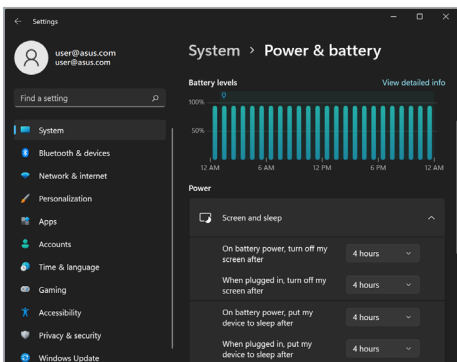 Settings
user@asus.com
user@asus.com
Find a setting
System
Bluetooth & devices
Network & internet
Personalization
Apps
Accounts
Time & language
Gaming
Accessibility
Privacy & security
Windows Update
System > Power & battery
Battery levels
View detailed info
100%
50%
12 AM 6 AM 12 PM 6 PM 12 AM
Power
Screen and sleep
On battery power, turn off my
screen after
4 hours
When plugged in, turn off my
screen after
4 hours
On battery power, put my
device to sleep after
4 hours
When plugged in, put my
device to sleep after
4 hours